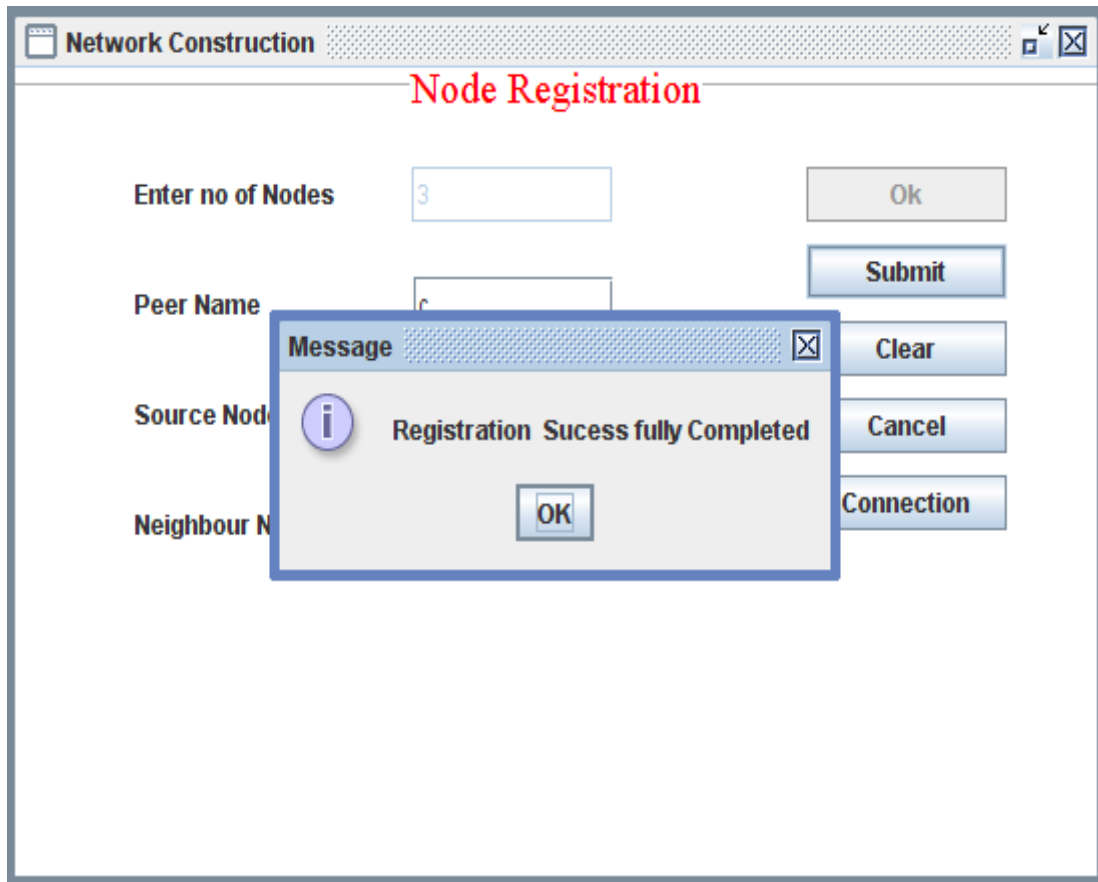 Network Construction
Node Registration
Enter no of Nodes
3
Ok
Submit
Peer Name
c
Clear
Message
Source Node
Registration  Sucess fully Completed
Cancel
OK
Neighbour N
Connection